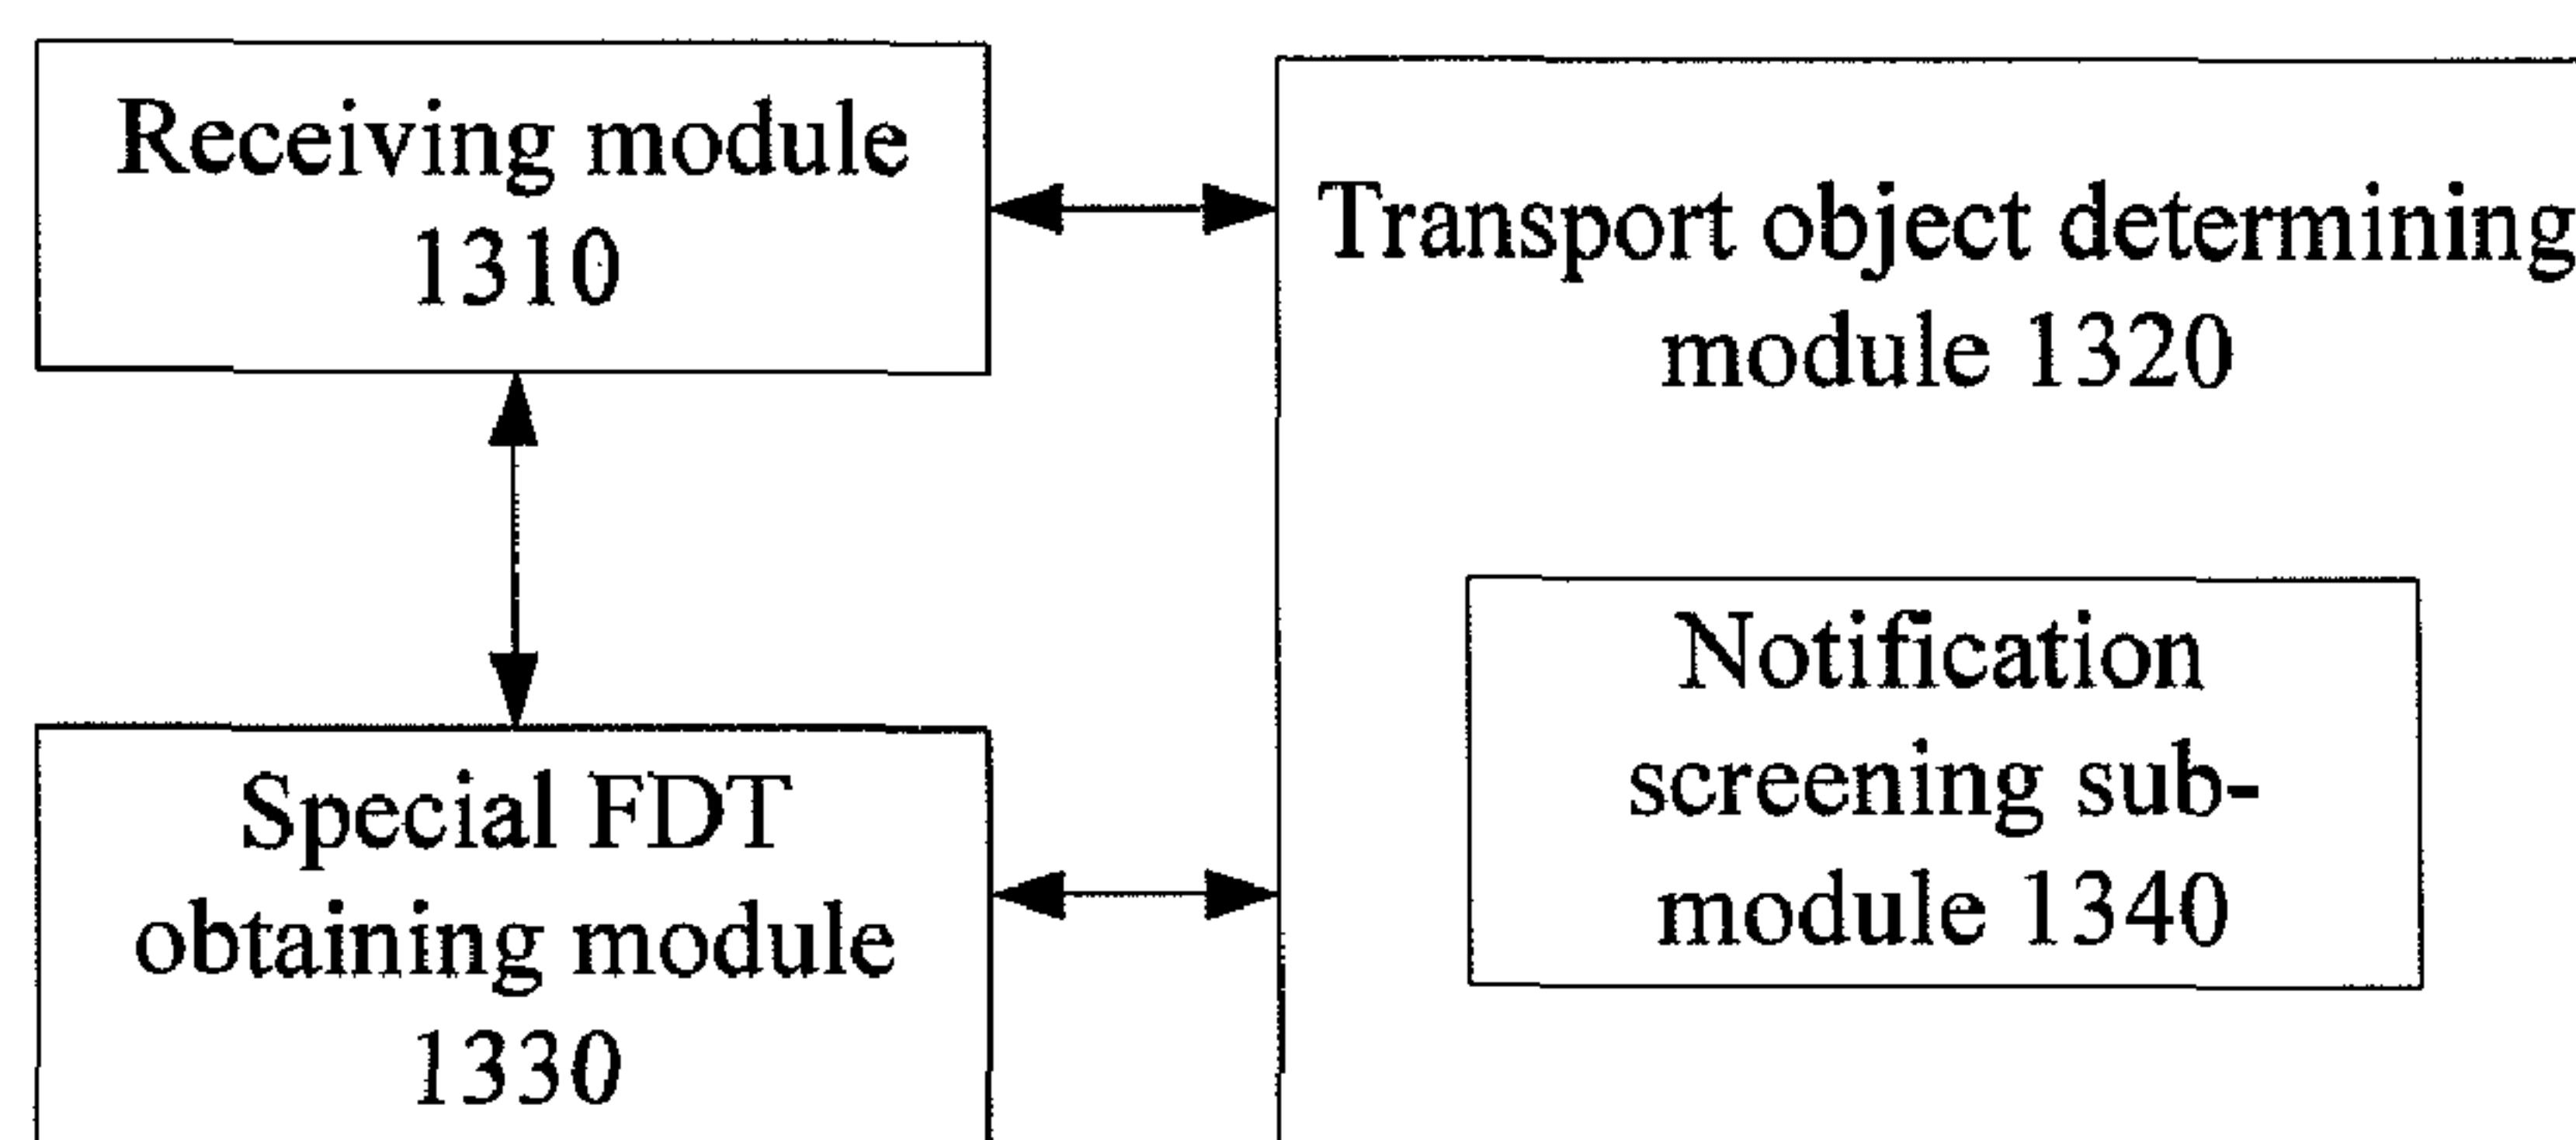 Receiving module
1310
Transport object determining
module 1320
Special FDT
obtaining module
1330
Notification
screening sub-
module 1340